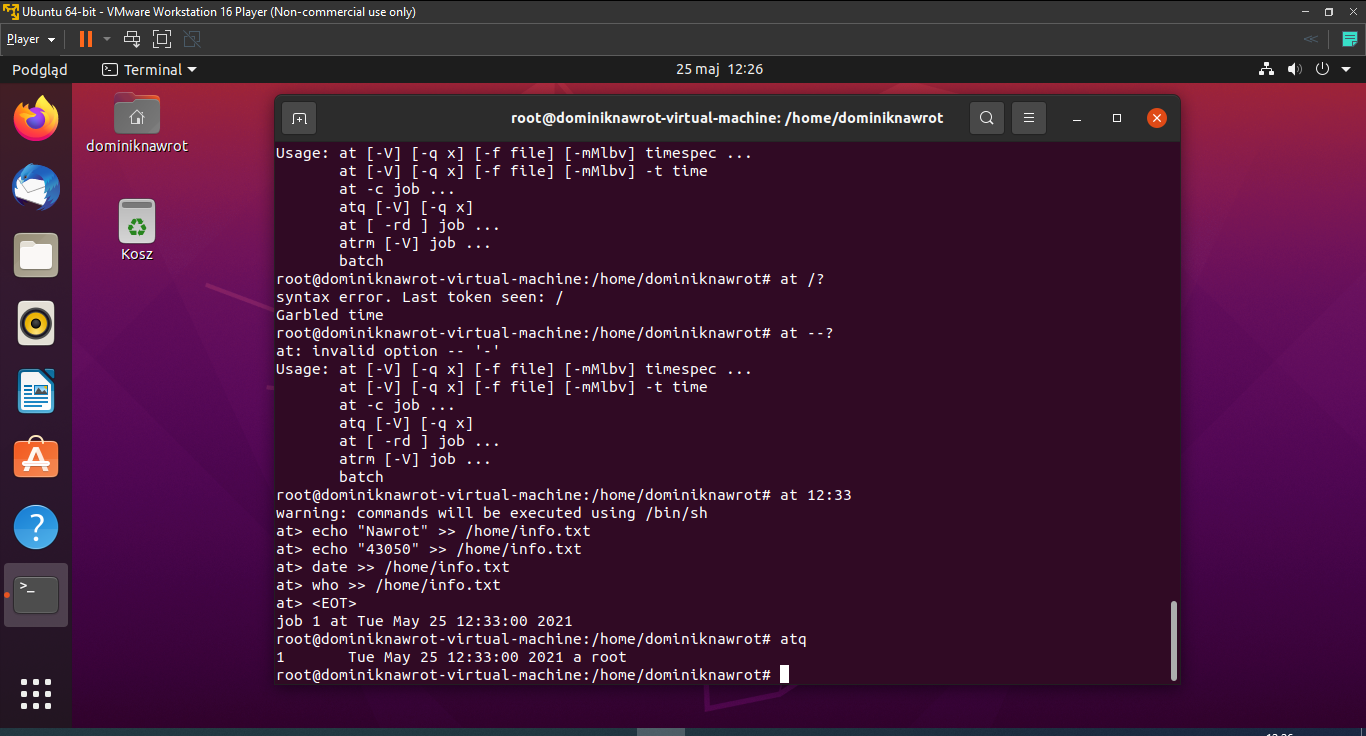 Ubuntu 64-bit - VMware Workstation 16 Player (Non-commercial use only)
Player
Podgląd
Terminal
25 maj 12:26
dominiknawrot
Kosz
root@dominiknawrot-virtual-machine: /home/dominiknawrot
Usage: at [-V] [-q x] [-f file] [-mMlbv] timespec ...
       at [-V] [-q x] [-f file] [-mMlbv] -t time
       at -c job ...
       atq [-V] [-q x]
       at [ -rd ] job ...
       atrm [-V] job ...
       batch
root@dominiknawrot-virtual-machine:/home/dominiknawrot# at /?
syntax error. Last token seen: /
Garbled time
root@dominiknawrot-virtual-machine:/home/dominiknawrot# at --?
at: invalid option -- '-'
Usage: at [-V] [-q x] [-f file] [-mMlbv] timespec ...
       at [-V] [-q x] [-f file] [-mMlbv] -t time
       at -c job ...
       atq [-V] [-q x]
       at [ -rd ] job ...
       atrm [-V] job ...
       batch
root@dominiknawrot-virtual-machine:/home/dominiknawrot# at 12:33
warning: commands will be executed using /bin/sh
at> echo "Nawrot" >> /home/info.txt
at> echo "43050" >> /home/info.txt
at> date >> /home/info.txt
at> who >> /home/info.txt
at> <EOT>
job 1 at Tue May 25 12:33:00 2021
root@dominiknawrot-virtual-machine:/home/dominiknawrot# atq
1       Tue May 25 12:33:00 2021 a root
root@dominiknawrot-virtual-machine:/home/dominiknawrot#